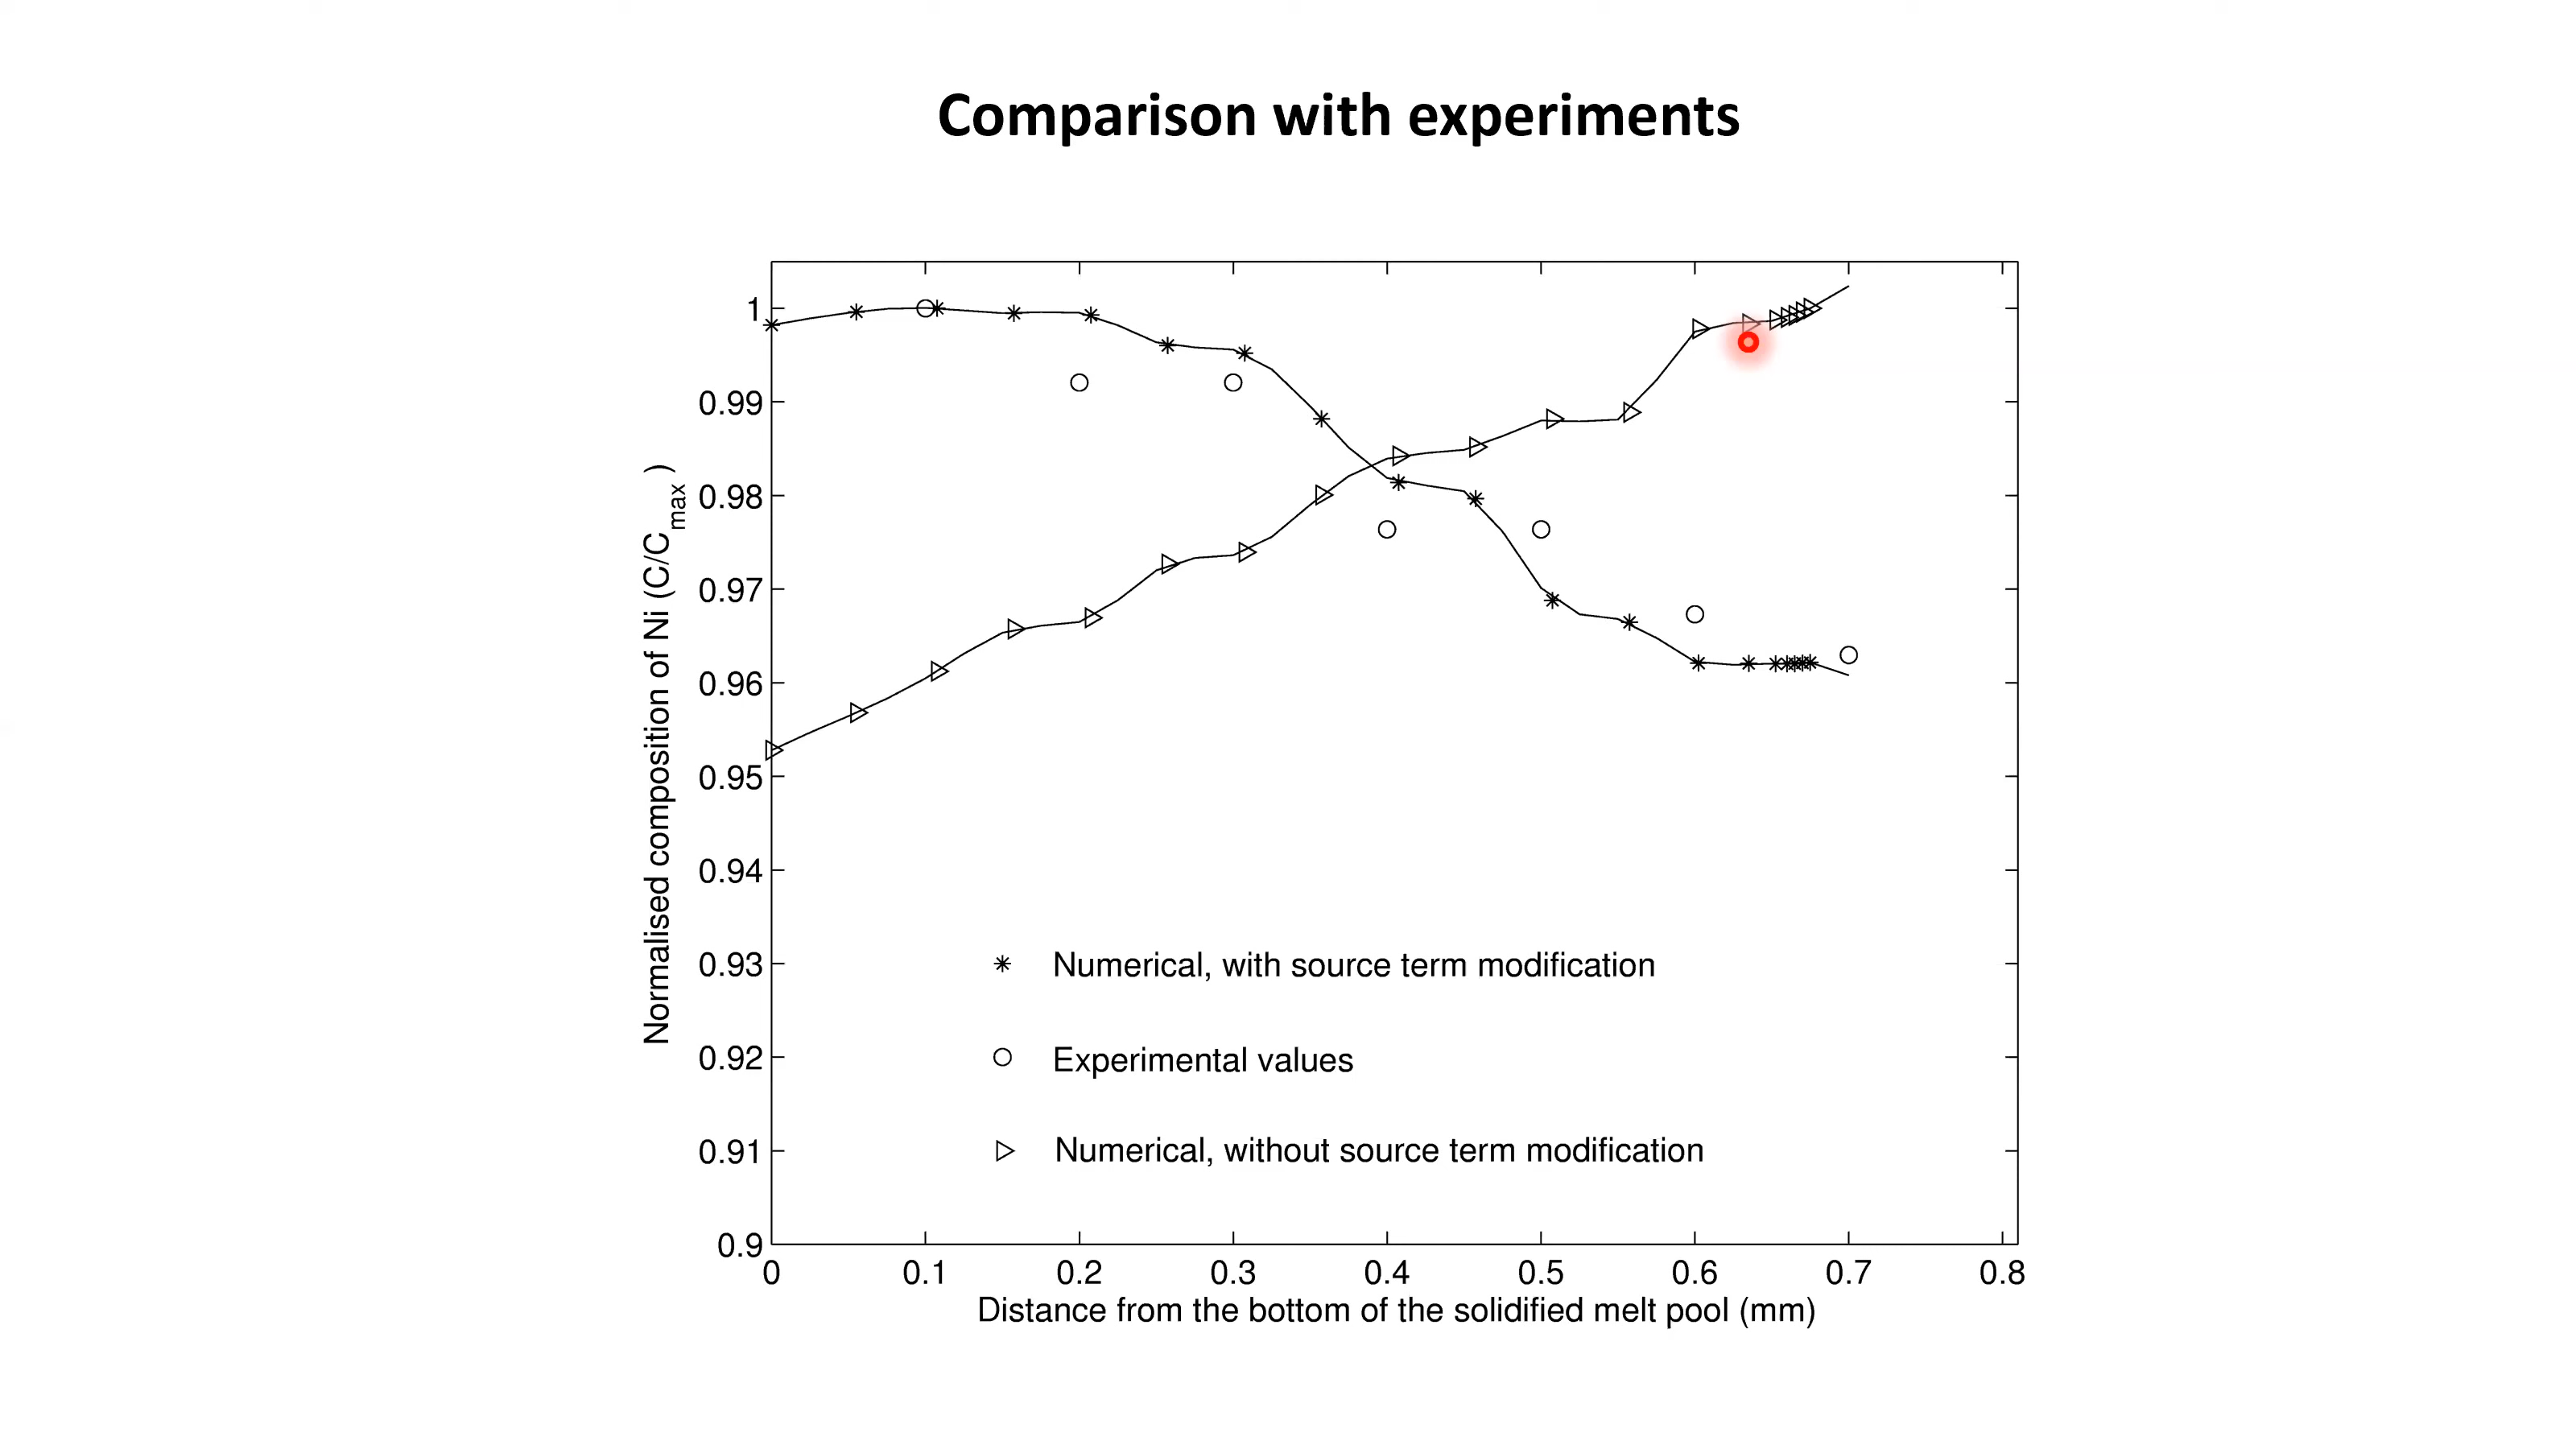 Comparison with experiments
Normalised composition of Ni (C/Cmax)
1
0.99
0.98
0.97
0.96
0.95
0.94
0.93
0.92
0.91
0.9
Numerical, with source term modification
Experimental values
Numerical, without source term modification
0 0.1 0.2 0.3 0.4 0.5 0.6 0.7 0.8
Distance from the bottom of the solidified melt pool (mm)